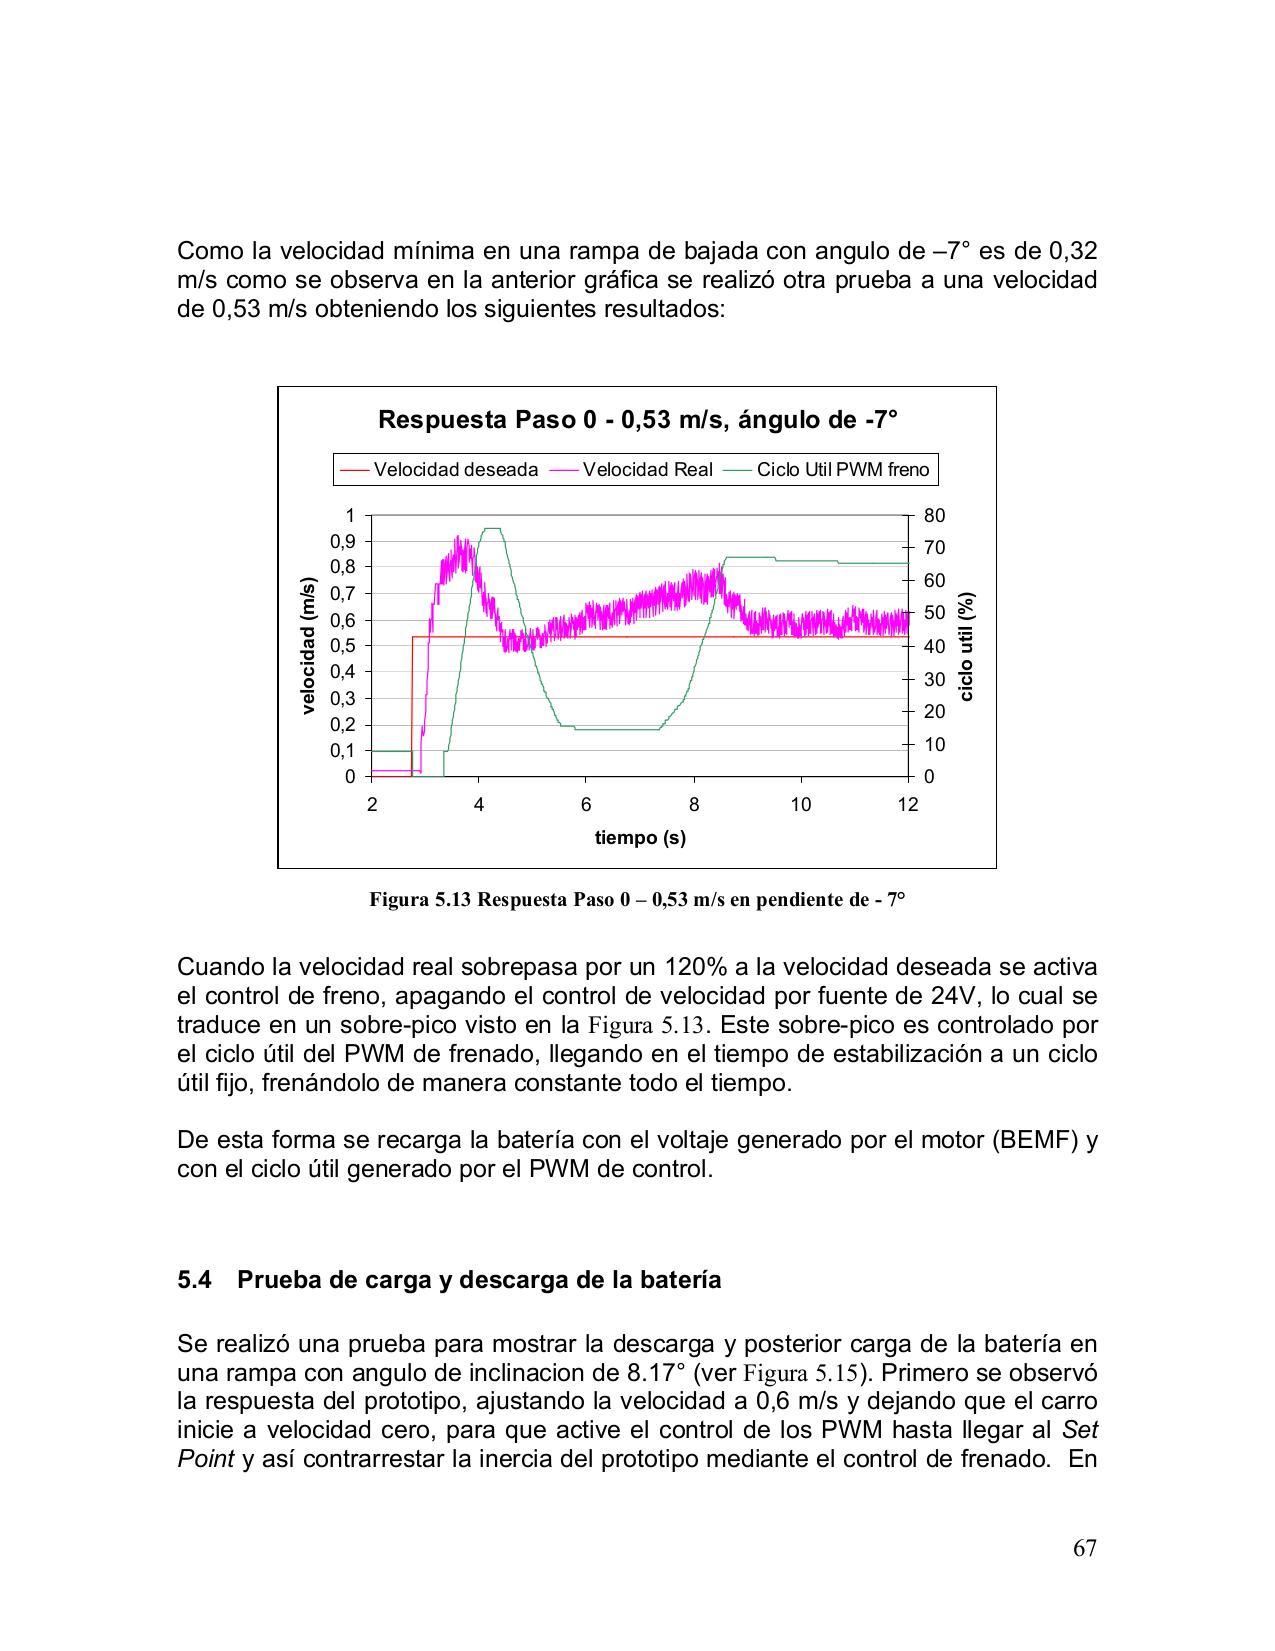 Como la velocidad mínima en una rampa de bajada con angulo de –7° es de 0,32
m/s como se observa en la anterior gráfica se realizó otra prueba a una velocidad
de 0,53 m/s obteniendo los siguientes resultados:
Respuesta Paso 0 - 0,53 m/s, ángulo de -7°
Velocidad deseada Velocidad Real Ciclo Util PWM freno
1
0,9
0,8
0,7
0,6
0,5
0,4
0,3
0,2
0,1
0
velocidad (m/s)
80
70
60
50
40
30
20
10
0
ciclo util (%)
2 4 6 8 10 12
tiempo (s)
Figura 5.13 Respuesta Paso 0 – 0,53 m/s en pendiente de - 7°
Cuando la velocidad real sobrepasa por un 120% a la velocidad deseada se activa
el control de freno, apagando el control de velocidad por fuente de 24V, lo cual se
traduce en un sobre-pico visto en la Figura 5.13. Este sobre-pico es controlado por
el ciclo útil del PWM de frenado, llegando en el tiempo de estabilización a un ciclo
útil fijo, frenándolo de manera constante todo el tiempo.
De esta forma se recarga la batería con el voltaje generado por el motor (BEMF) y
con el ciclo útil generado por el PWM de control.
5.4 Prueba de carga y descarga de la batería
Se realizó una prueba para mostrar la descarga y posterior carga de la batería en
una rampa con angulo de inclinacion de 8.17° (ver Figura 5.15). Primero se observó
la respuesta del prototipo, ajustando la velocidad a 0,6 m/s y dejando que el carro
inicie a velocidad cero, para que active el control de los PWM hasta llegar al Set
Point y así contrarrestar la inercia del prototipo mediante el control de frenado. En
67